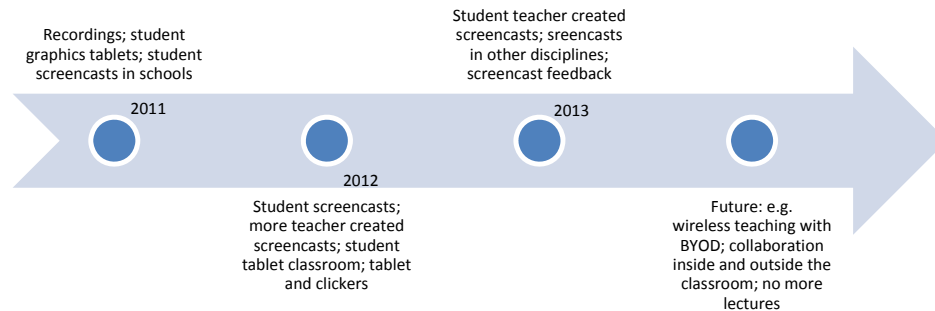 Recordings; student
graphics tablets; student
screencasts in schools
2011
2012
Student screencasts;
more teacher created
screencasts; student
tablet classroom; tablet
and clickers
Student teacher created
screencasts; sreencasts
in other disciplines;
screencast feedback
2013
Future: e.g.
wireless teaching with
BYOD; collaboration
inside and outside the
classroom; no more
lectures